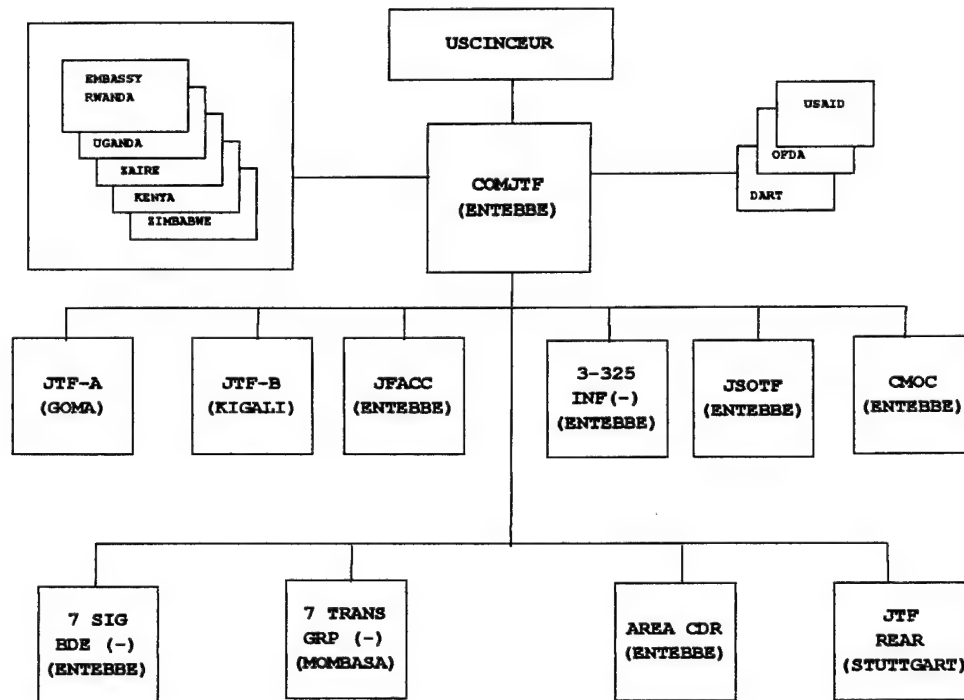 USCINCEUR
EMBASSY
RWANDA
UGANDA
ZAIRE
KENYA
ZIMBABWE
COMJTF
(ENTEBBE)
USAID
OFDA
DART
JTF-A
(GOMA)
JTF-B
(KIGALI)
JFACC
(ENTEBBE)
3-325
INF(-)
(ENTEBBE)
JSOTF
(ENTEBBE)
CMOC
(ENTEBBE)
7 SIG
BDE (-)
(ENTEBBE)
7 TRANS
GRP (-)
(MOMBASA)
AREA CDR
(ENTEBBE)
JTF
REAR
(STUTTGART)